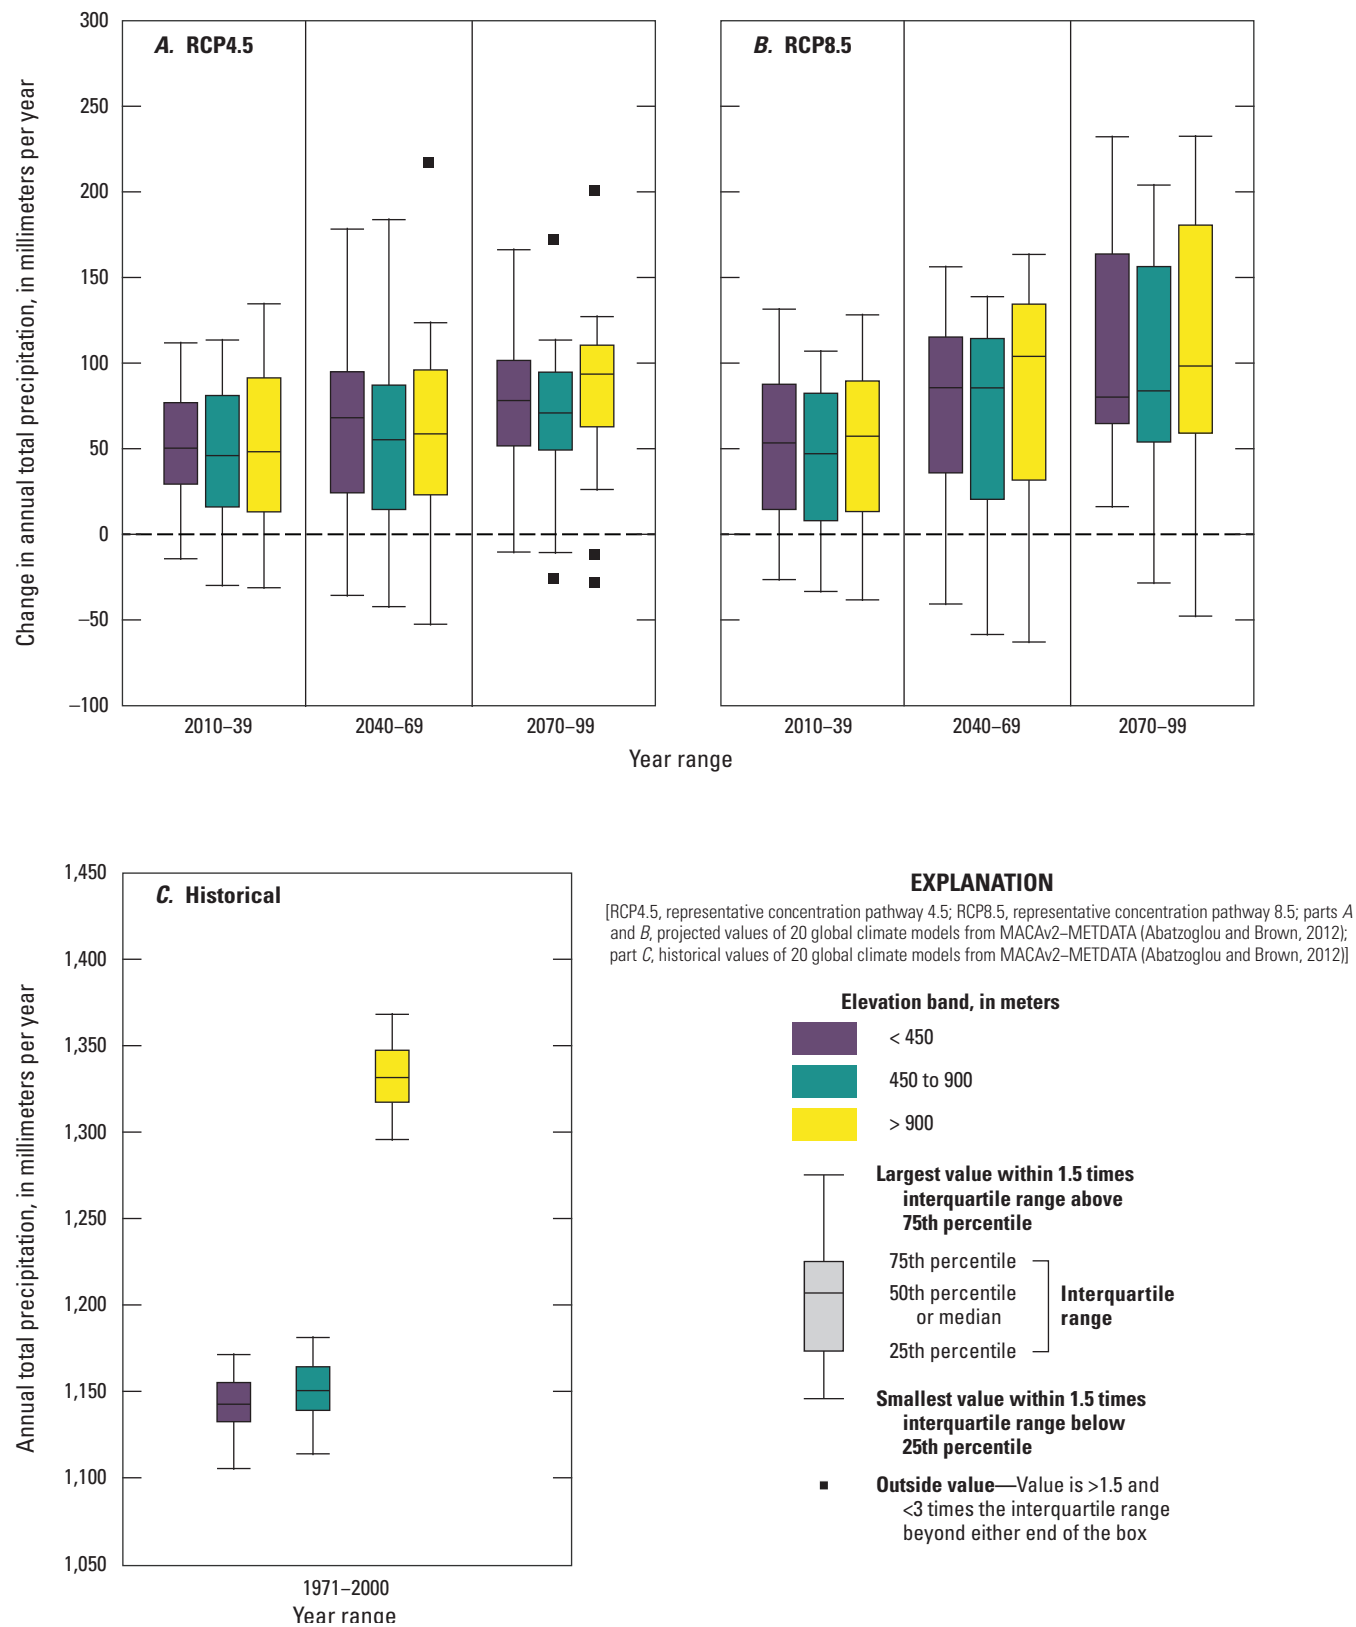 Change in annual total precipitation, in millimeters per year
300
250
200
150
100
50
0
–50
–100
A. RCP4.5
B. RCP8.5
2010–39
2040–69
2070–99
2010–39
2040–69
2070–99
Year range
Annual total precipitation, in millimeters per year
1,450
1,400
1,350
1,300
1,250
1,200
1,150
1,100
1,050
C. Historical
1971–2000
Year range
EXPLANATION
[RCP4.5, representative concentration pathway 4.5; RCP8.5, representative concentration pathway 8.5; parts A
and B, projected values of 20 global climate models from MACAv2–METDATA (Abatzoglou and Brown, 2012);
part C, historical values of 20 global climate models from MACAv2–METDATA (Abatzoglou and Brown, 2012)]
Elevation band, in meters
< 450
450 to 900
> 900
Largest value within 1.5 times
interquartile range above
75th percentile
75th percentile
50th percentile
or median
25th percentile
Interquartile
range
Smallest value within 1.5 times
interquartile range below
25th percentile
Outside value—Value is >1.5 and
<3 times the interquartile range
beyond either end of the box